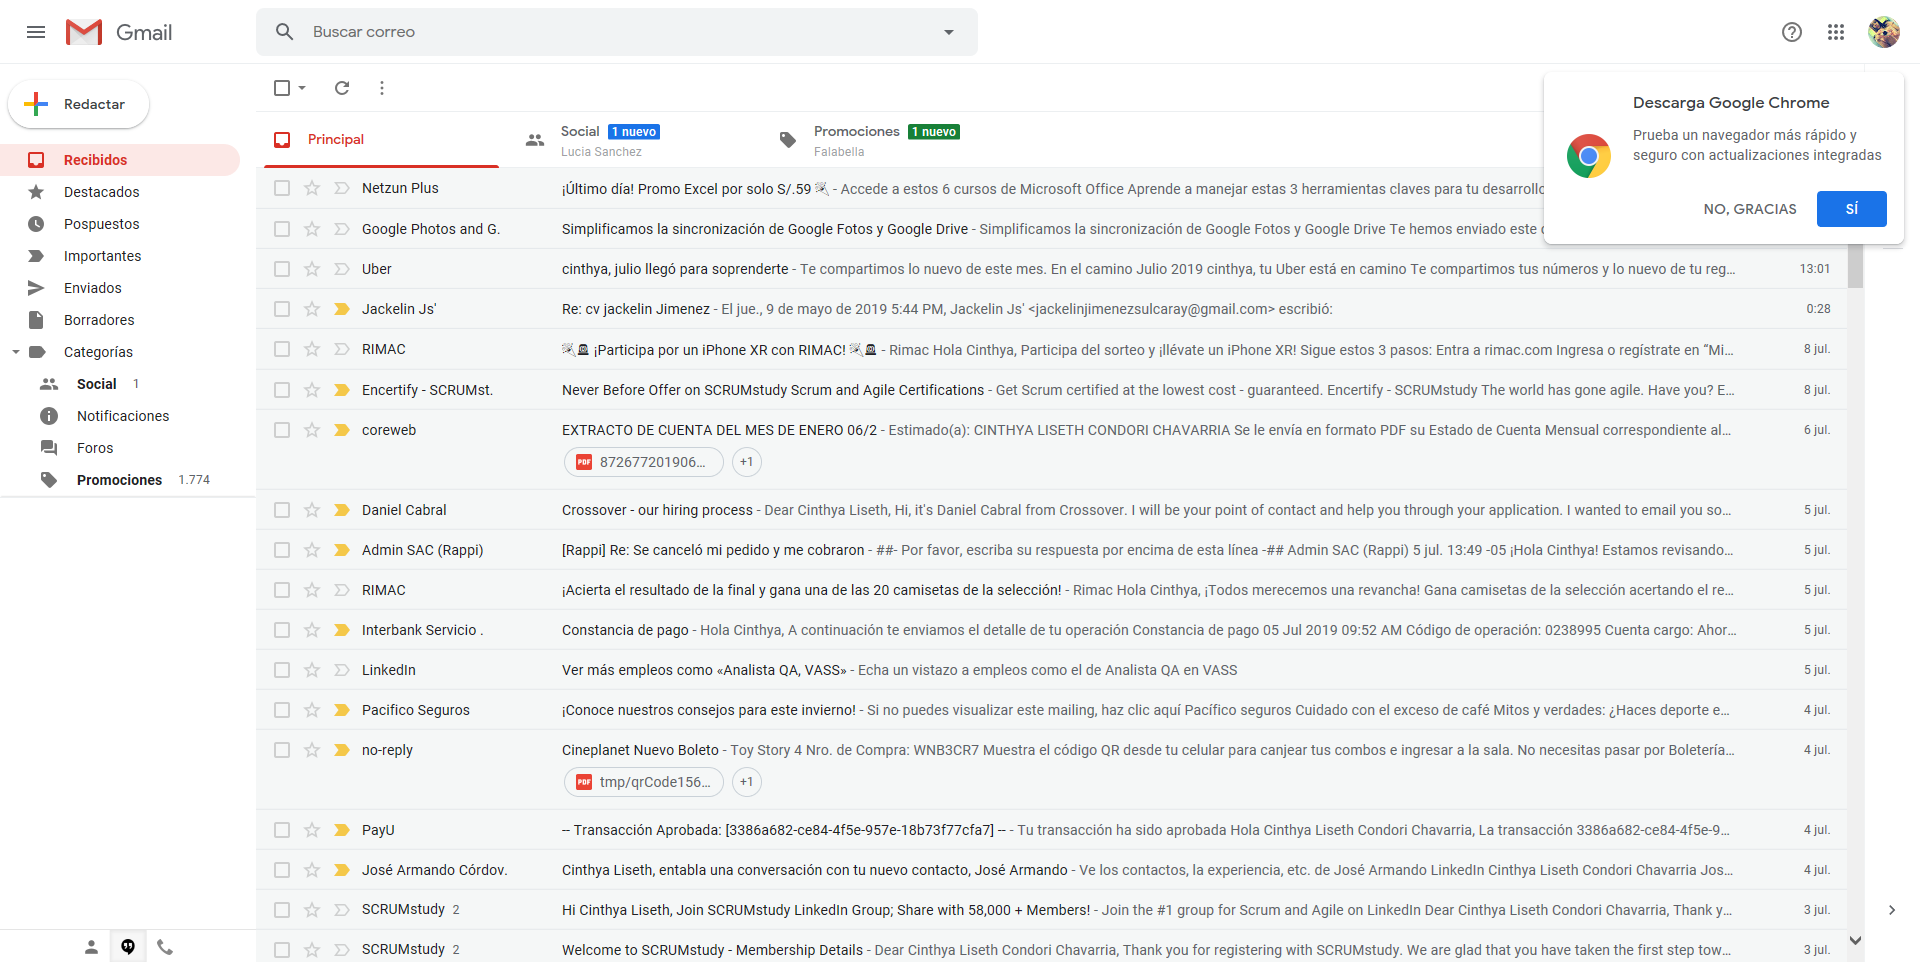 Gmail
Buscar correo
Redactar
Recibidos
Destacados
Pospuestos
Importantes
Enviados
Borradores
Categorías
Social 1
Notificaciones
Foros
Promociones 1.774
Principal
Social 1 nuevo
Lucia Sanchez
Promociones 1 nuevo
Falabella
Descarga Google Chrome
Prueba un navegador más rápido y
seguro con actualizaciones integradas
NO, GRACIAS SÍ
Netzun Plus ¡Último día! Promo Excel por solo S/.59 - Accede a estos 6 cursos de Microsoft Office Aprende a manejar estas 3 herramientas claves para tu desarrollo
Google Photos and G. Simplificamos la sincronización de Google Fotos y Google Drive - Simplificamos la sincronización de Google Fotos y Google Drive Te hemos enviado este
Uber cinthya, julio llegó para soprenderte - Te compartimos lo nuevo de este mes. En el camino Julio 2019 cinthya, tu Uber está en camino Te compartimos tus números y lo nuevo de tu reg... 13:01
Jackelin Js' Re: cv jackelin Jimenez - El jue., 9 de mayo de 2019 5:44 PM, Jackelin Js' <jackelinjimenezsulcaray@gmail.com> escribió: 0:28
RIMAC ¡Participa por un iPhone XR con RIMAC! - Rimac Hola Cinthya, Participa del sorteo y ¡llévate un iPhone XR! Sigue estos 3 pasos: Entra a rimac.com Ingresa o regístrate en “Mi... 8 jul.
Encertify - SCRUMst. Never Before Offer on SCRUMstudy Scrum and Agile Certifications - Get Scrum certified at the lowest cost - guaranteed. Encertify - SCRUMstudy The world has gone agile. Have you? E... 8 jul.
coreweb EXTRACTO DE CUENTA DEL MES DE ENERO 06/2 - Estimado(a): CINTHYA LISETH CONDORI CHAVARRIA Se le envía en formato PDF su Estado de Cuenta Mensual correspondiente al... 6 jul.
PDF 872677201906... +1
Daniel Cabral Crossover - our hiring process - Dear Cinthya Liseth, Hi, it's Daniel Cabral from Crossover. I will be your point of contact and help you through your application. I wanted to email you so... 5 jul.
Admin SAC (Rappi) [Rappi] Re: Se canceló mi pedido y me cobraron - ##- Por favor, escriba su respuesta por encima de esta línea -## Admin SAC (Rappi) 5 jul. 13:49 -05 ¡Hola Cinthya! Estamos revisando... 5 jul.
RIMAC ¡Acierta el resultado de la final y gana una de las 20 camisetas de la selección! - Rimac Hola Cinthya, ¡Todos merecemos una revancha! Gana camisetas de la selección acertando el re... 5 jul.
Interbank Servicio . Constancia de pago - Hola Cinthya, A continuación te enviamos el detalle de tu operación Constancia de pago 05 Jul 2019 09:52 AM Código de operación: 0238995 Cuenta cargo: Ahor... 5 jul.
LinkedIn Ver más empleos como «Analista QA, VASS» - Echa un vistazo a empleos como el de Analista QA en VASS 5 jul.
Pacifico Seguros ¡Conoce nuestros consejos para este invierno! - Si no puedes visualizar este mailing, haz clic aquí Pacífico seguros Cuidado con el exceso de café Mitos y verdades: ¿Haces deporte e... 4 jul.
no-reply Cineplanet Nuevo Boleto - Toy Story 4 Nro. de Compra: WNB3CR7 Muestra el código QR desde tu celular para canjear tus combos e ingresar a la sala. No necesitas pasar por Boletería... 4 jul.
PDF tmp/qrCode156... +1
PayU -- Transacción Aprobada: [3386a682-ce84-4f5e-957e-18b73f77cfa7] -- - Tu transacción ha sido aprobada Hola Cinthya Liseth Condori Chavarria, La transacción 3386a682-ce84-4f5e-9... 4 jul.
José Armando Córdov. Cinthya Liseth, entabla una conversación con tu nuevo contacto, José Armando - Ve los contactos, la experiencia, etc. de José Armando LinkedIn Cinthya Liseth Condori Chavarria Jos... 4 jul.
SCRUMstudy 2 Hi Cinthya Liseth, Join SCRUMstudy LinkedIn Group; Share with 58,000 + Members! - Join the #1 group for Scrum and Agile on LinkedIn Dear Cinthya Liseth Condori Chavarria, Thank y... 3 jul.
SCRUMstudy 2 Welcome to SCRUMstudy - Membership Details - Dear Cinthya Liseth Condori Chavarria, Thank you for registering with SCRUMstudy. We are glad that you have taken the first step tow... 3 jul.